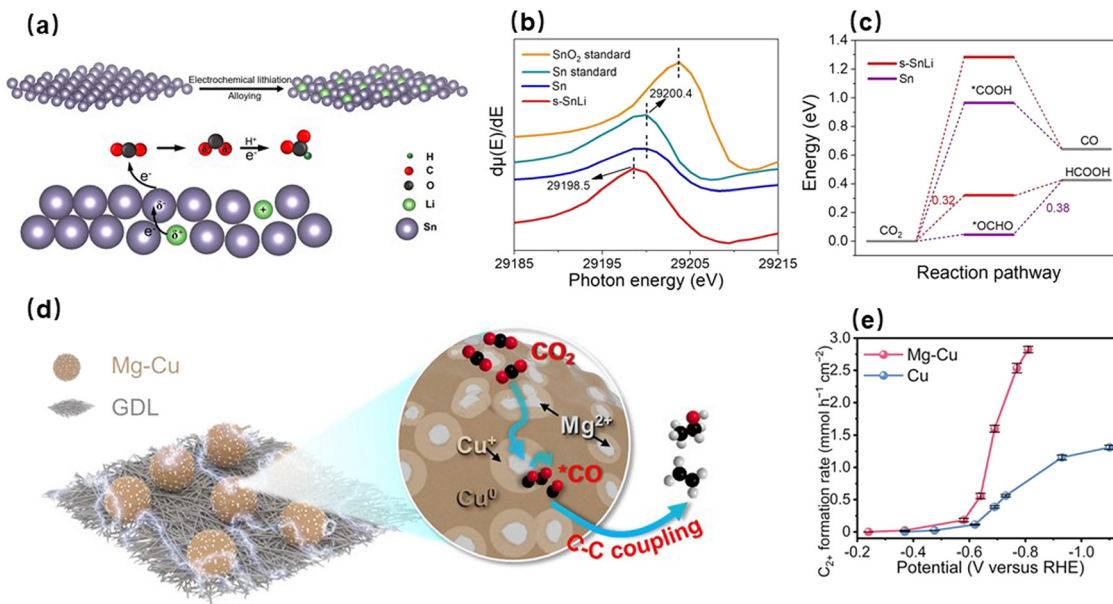 (a)
Electrochemical lithiation
Alloying
H⁺
e⁻
e⁻
δ⁻
e⁻
δ⁺
+
δ⁻
δ⁻
H
C
O
Li
Sn
(b)
SnO₂ standard
Sn standard
Sn
s-SnLi
29200.4
29198.5
dμ(E)/dE
29185
29195
29205
29215
Photon energy (eV)
(c)
s-SnLi
Sn
*COOH
CO
HCOOH
0.32
0.38
CO₂
*OCHO
Energy (eV)
1.4
1.2
1.0
0.8
0.6
0.4
0.2
0.0
Reaction pathway
(d)
Mg-Cu
GDL
CO₂
Mg²⁺
Cu⁺
*CO
Cu⁰
C-C coupling
(e)
Mg-Cu
Cu
C₂₊ formation rate (mmol h⁻¹ cm⁻²)
3.0
2.5
2.0
1.5
1.0
0.5
0
-0.2
-0.4
-0.6
-0.8
-1.0
Potential (V versus RHE)